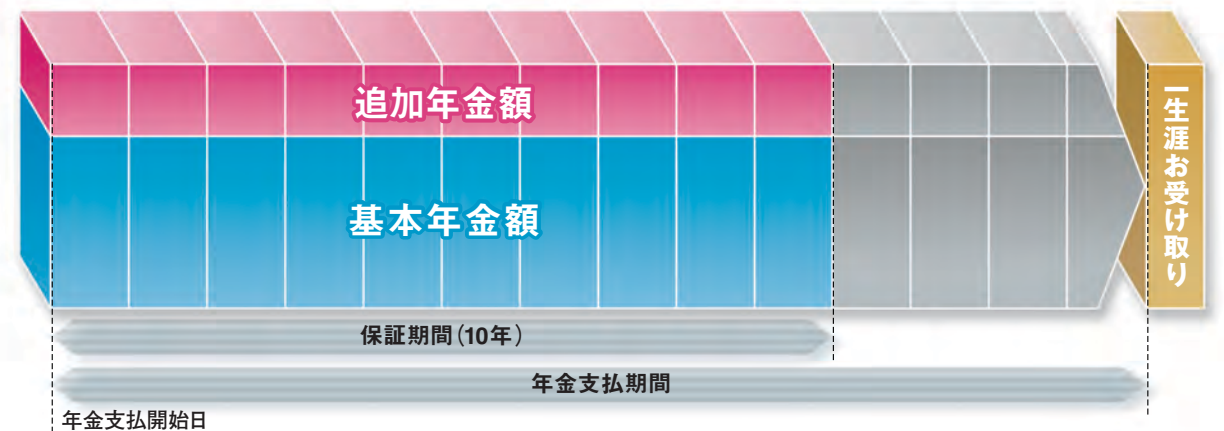 追加年金額
基本年金額
一生涯お受け取り
保証期間(10年)
年金支払期間
年金支払開始日